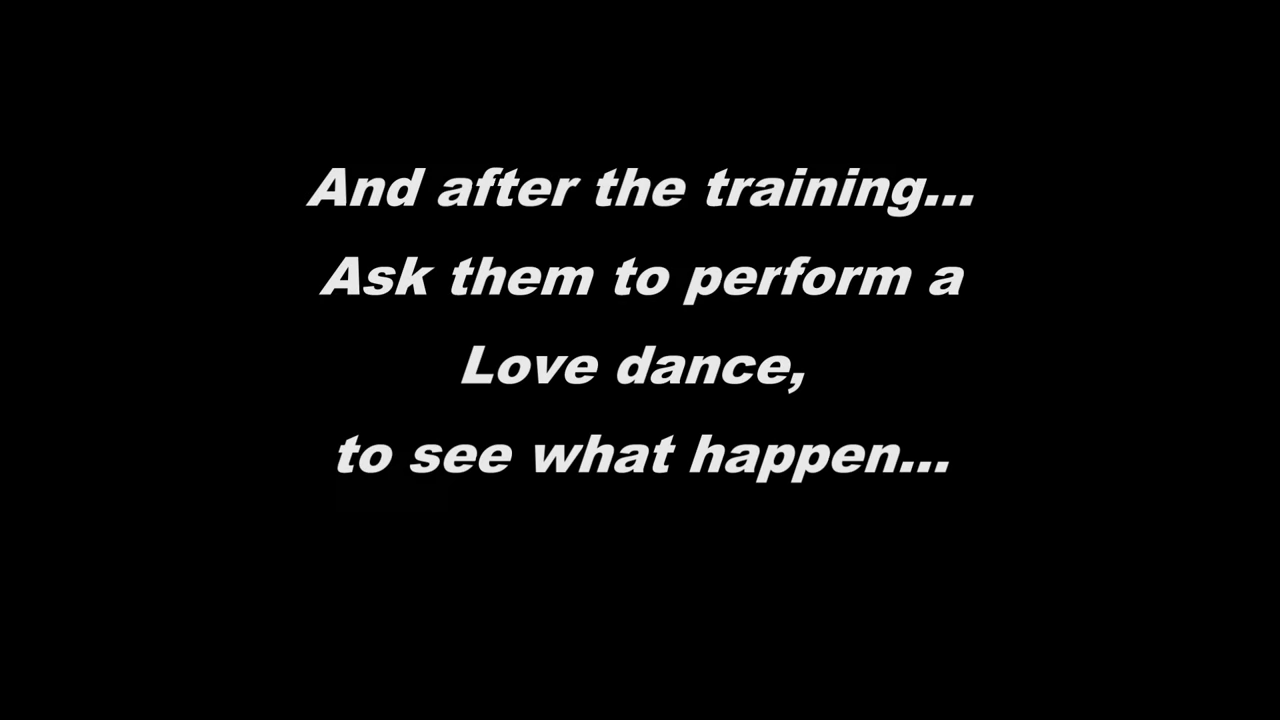 And after the training...
Ask them to perform a
Love dance,
to see what happen...